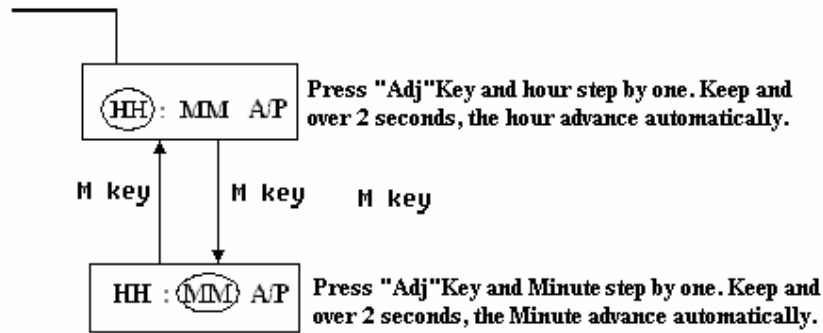 HH : MM A/P
Press "Adj"Key and hour step by one. Keep and
over 2 seconds, the hour advance automatically.
M key
M key
M key
HH : MM A/P
Press "Adj"Key and Minute step by one. Keep and
over 2 seconds, the Minute advance automatically.